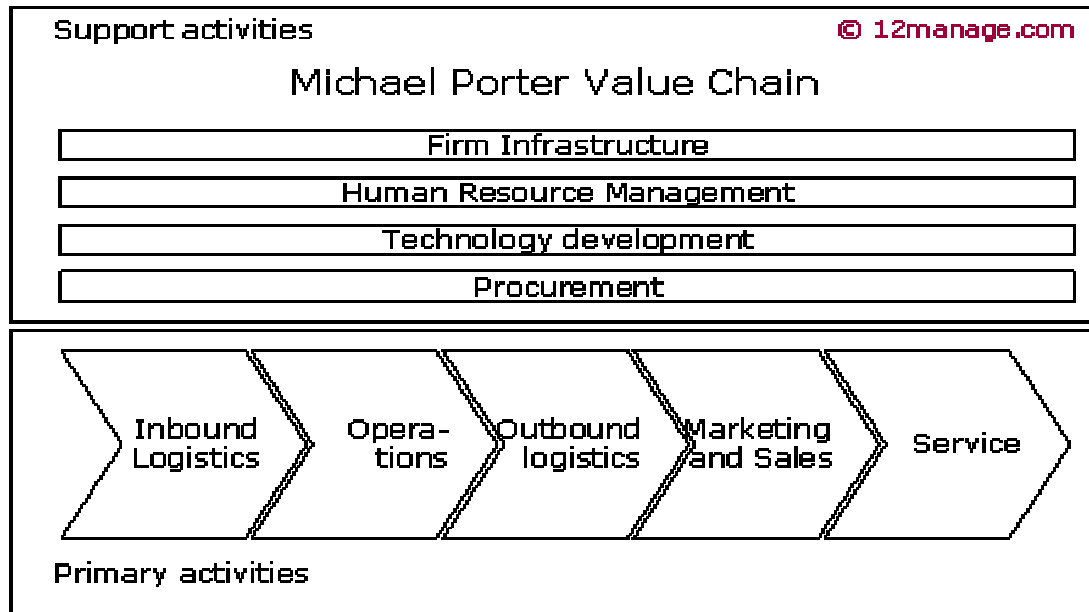 Support activities
© 12manage.com
Michael Porter Value Chain
Firm Infrastructure
Human Resource Management
Technology development
Procurement
Inbound
Logistics
Opera-
tions
Outbound
logistics
Marketing
and Sales
Service
Primary activities